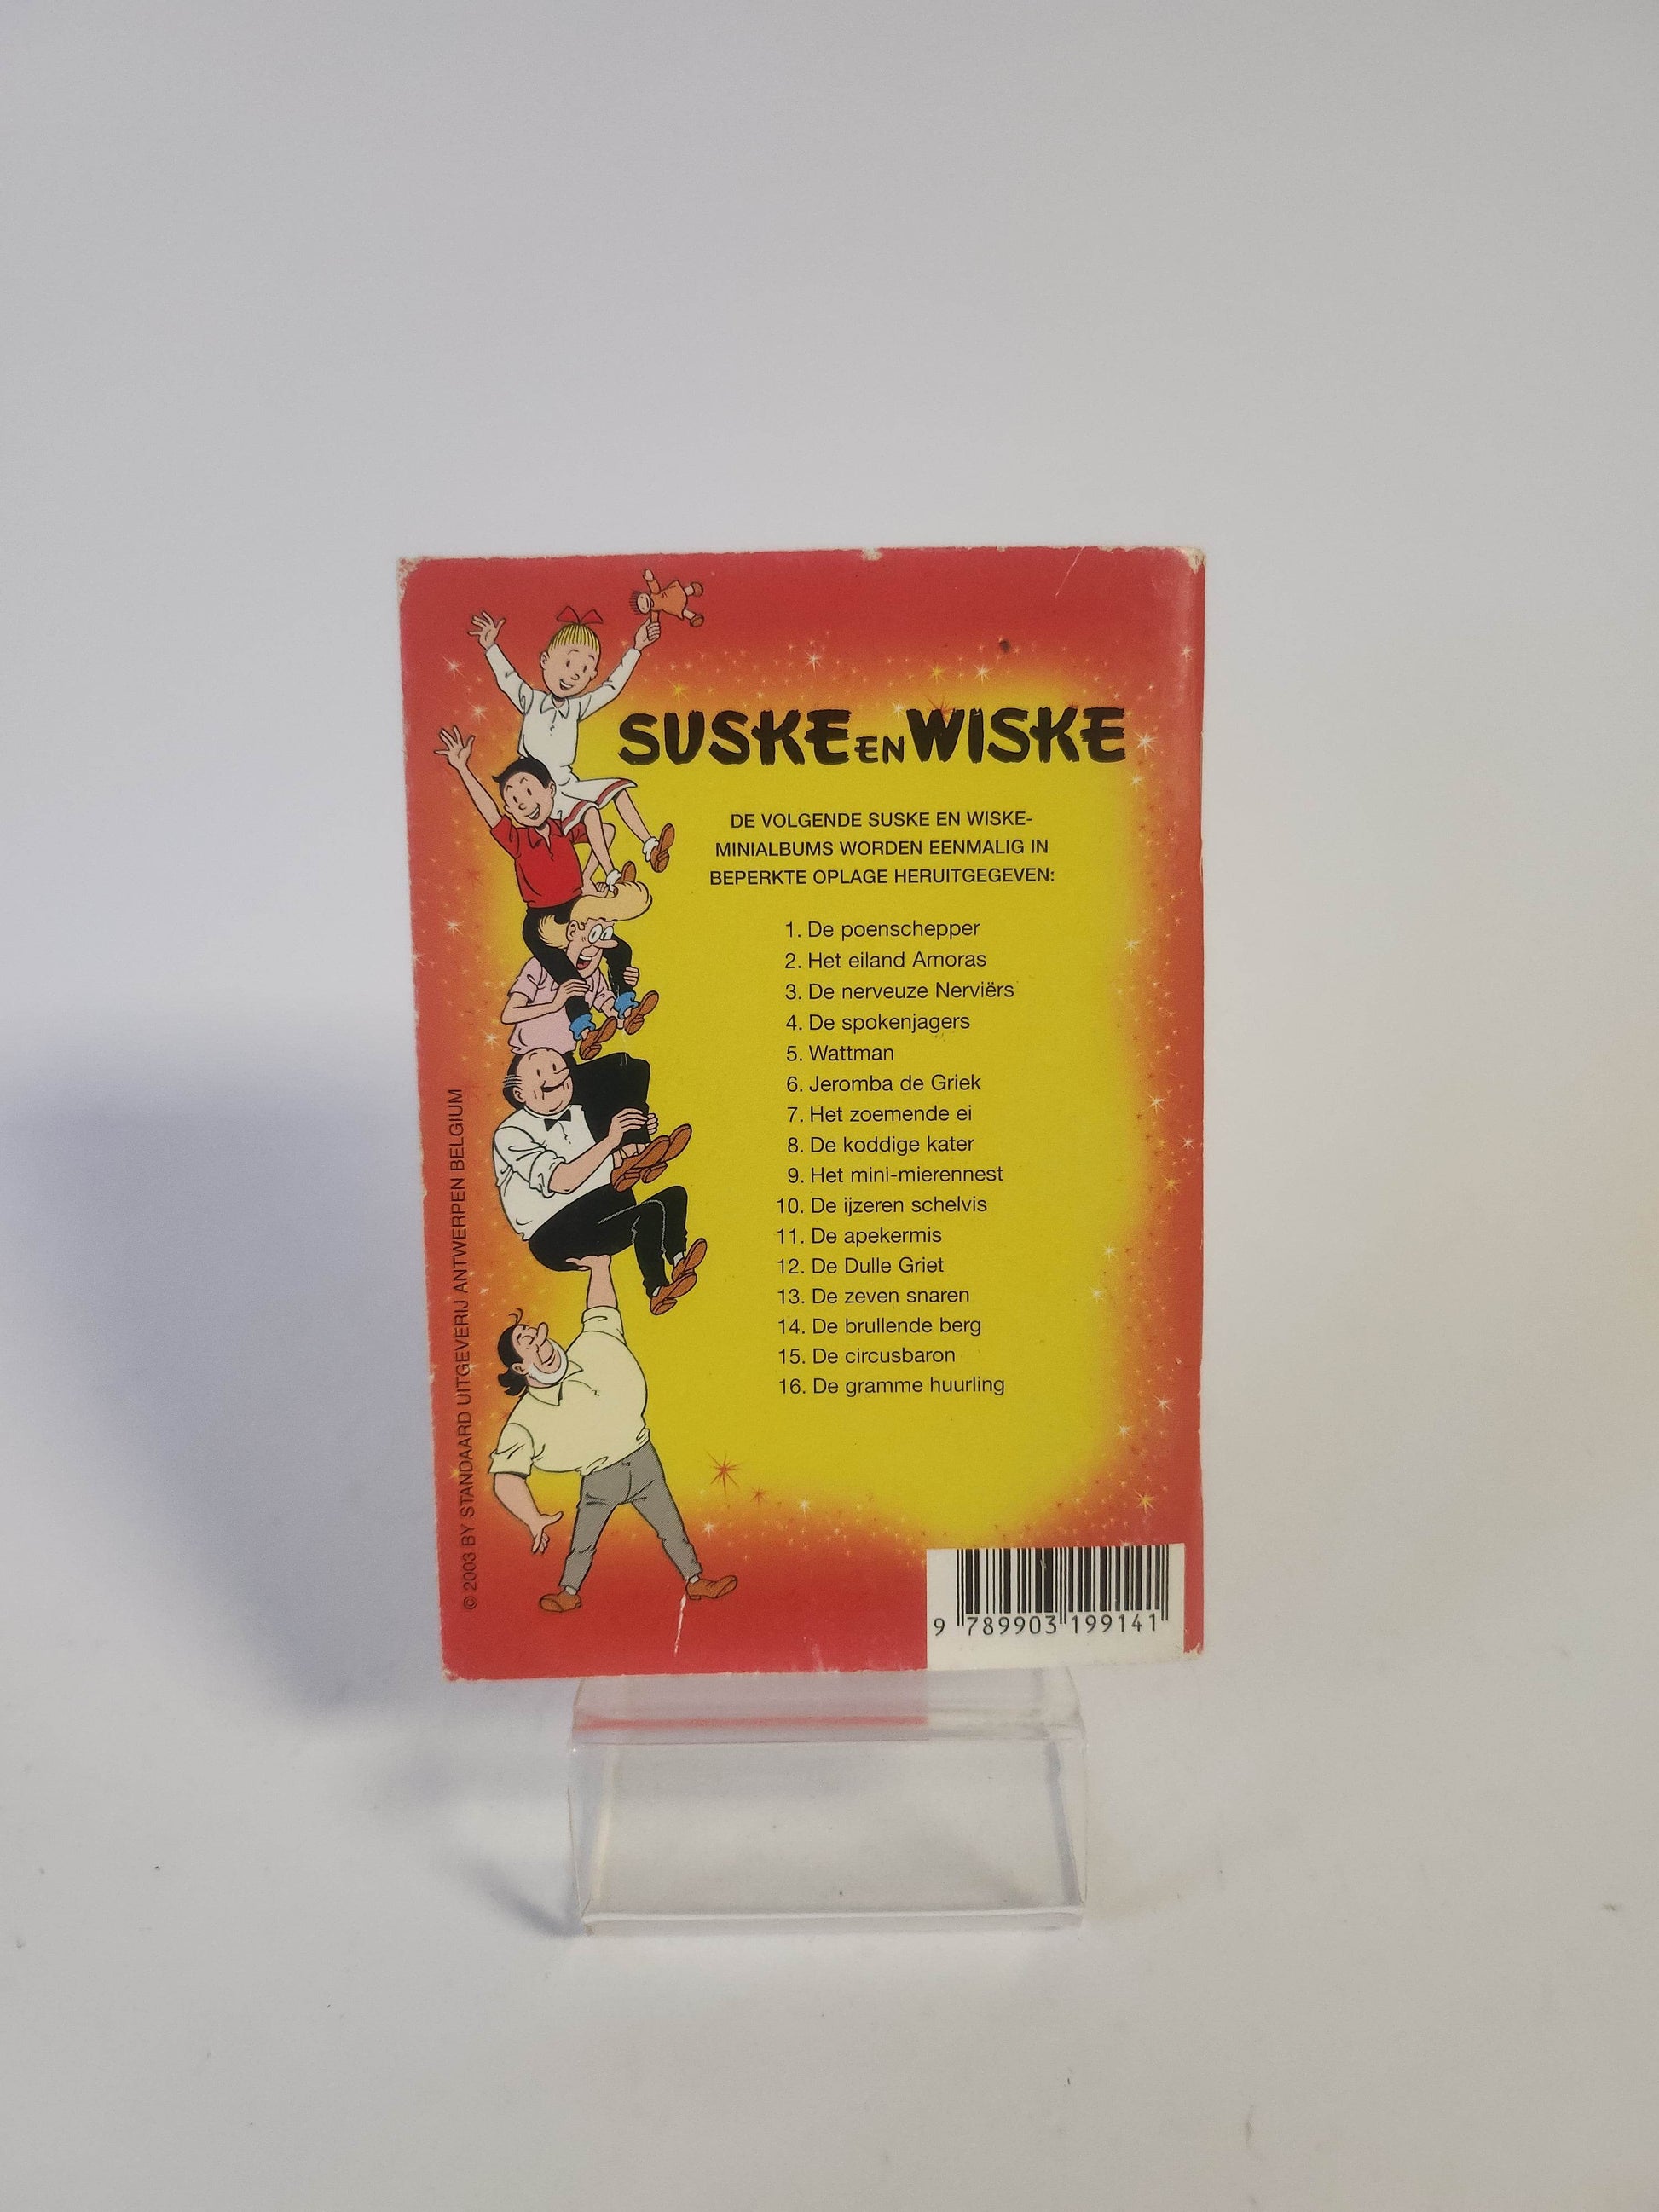 SUSKE EN WISKE
DE VOLGENDE SUSKE EN WISKE-
MINIALBUMS WORDEN EENMALIG IN
BEPERKTE OPLAGE HERUITGEGEVEN:
1. De poenschepper
2. Het eiland Amoras
3. De nerveuze Nerviërs
4. De spokenjagers
5. Wattman
6. Jeromba de Griek
7. Het zoemende ei
8. De koddige kater
9. Het mini-mierennest
10. De ijzeren schelvis
11. De apekermis
12. De Dulle Griet
13. De zeven snaren
14. De brullende berg
15. De circusbaron
16. De gramme huurling
© 2003 BY STANDAARD UITGEVERIJ ANTWERPEN BELGIUM
9 789903 199141